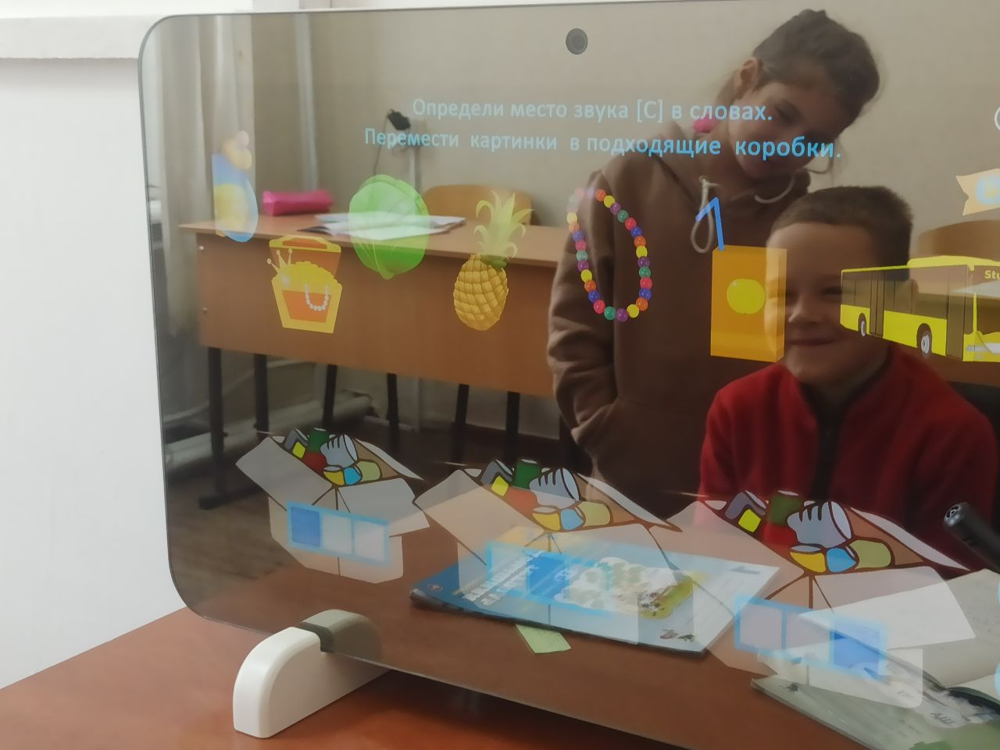 Определи место звука [С] в словах.
Перемести картинки в подходящие коробки.